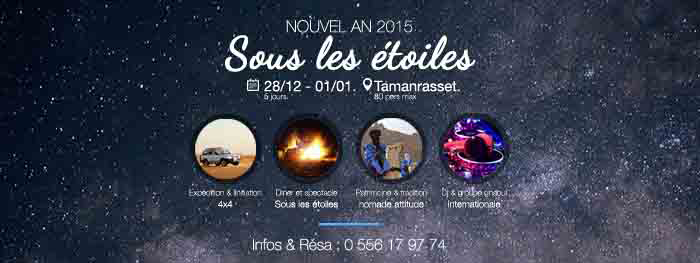 NOUVEL AN 2015
Sous les étoiles
28/12 - 01/01. Tamanrasset.
5 jours. 80 pers max
Expédition & Initiation Diner et spectacle Patrimoine & tradition Dj & groupe gnaoui
4x4 Sous les étoiles nomade attitude Internationale
Infos & Résa : 0 556 17 97 74